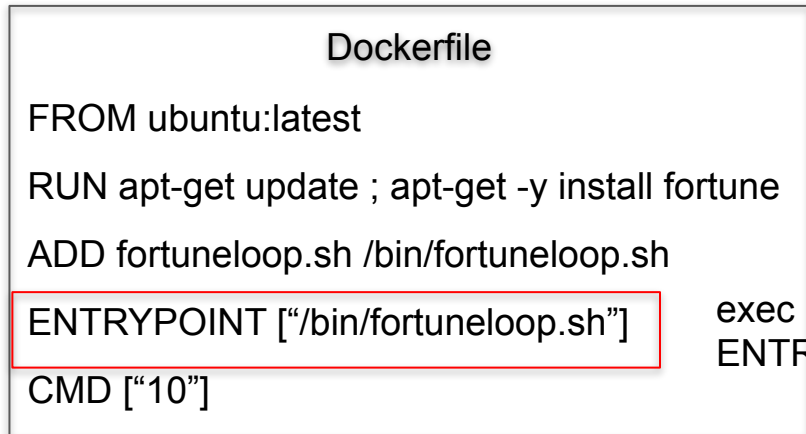 Dockerfile
FROM ubuntu:latest
RUN apt-get update ; apt-get -y install fortune
ADD fortuneloop.sh /bin/fortuneloop.sh
ENTRYPOINT [“/bin/fortuneloop.sh”]
exec
CMD [“10”]